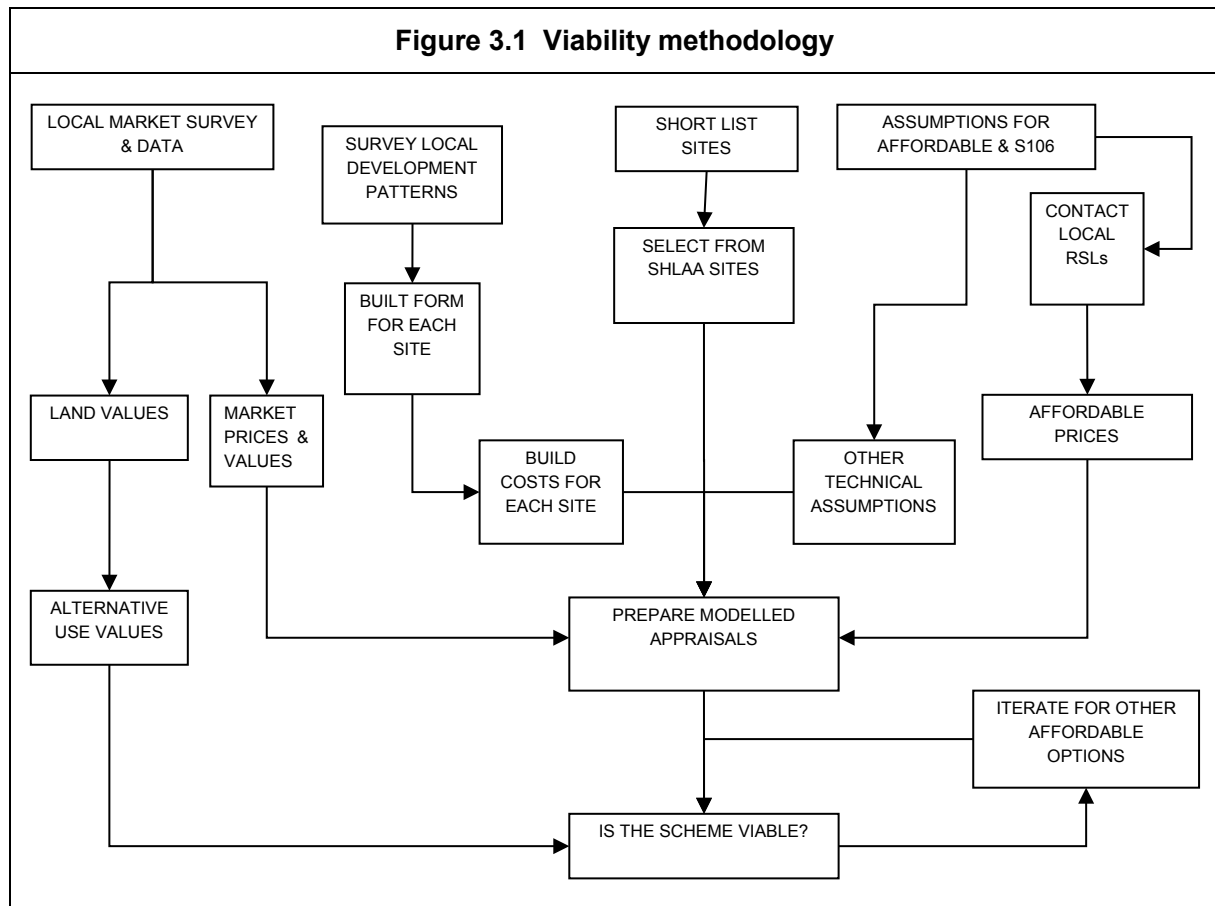 Figure 3.1 Viability methodology
LOCAL MARKET SURVEY
& DATA
SURVEY LOCAL
DEVELOPMENT
PATTERNS
SHORT LIST
SITES
ASSUMPTIONS FOR
AFFORDABLE & S106
CONTACT
LOCAL
RSLs
SELECT FROM
SHLAA SITES
BUILT FORM
FOR EACH
SITE
LAND VALUES
MARKET
PRICES &
VALUES
AFFORDABLE
PRICES
BUILD
COSTS FOR
EACH SITE
OTHER
TECHNICAL
ASSUMPTIONS
ALTERNATIVE
USE VALUES
PREPARE MODELLED
APPRAISALS
ITERATE FOR OTHER
AFFORDABLE
OPTIONS
IS THE SCHEME VIABLE?